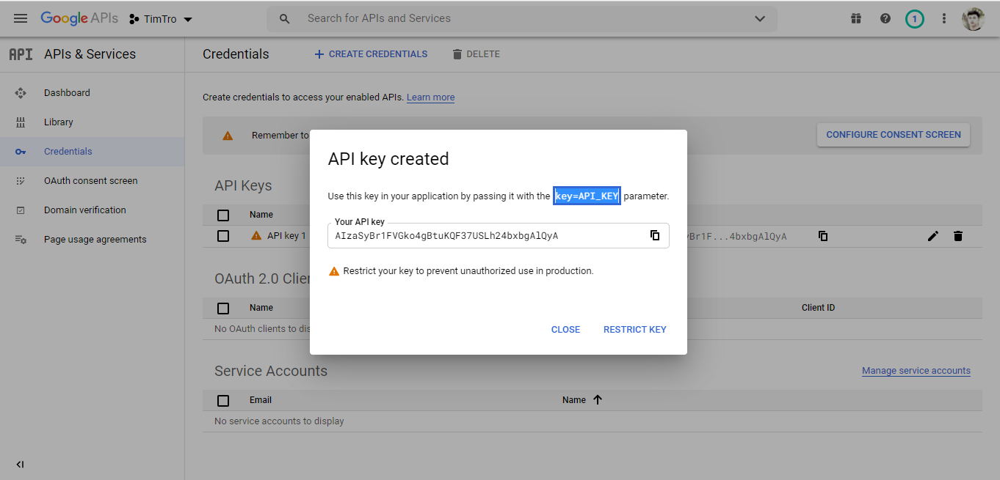 Google APIs TimTro Search for APIs and Services 1
API APIs & Services
Credentials CREATE CREDENTIALS DELETE
Dashboard
Library
Credentials
OAuth consent screen
Domain verification
Page usage agreements
Create credentials to access your enabled APIs. Learn more
Remember to CONFIGURE CONSENT SCREEN
API key created
Use this key in your application by passing it with the key=API_KEY parameter.
Your API key
AIzaSyBr1FVGko4gBtuKQF37USLh24bxbgAlQyA
Restrict your key to prevent unauthorized use in production.
CLOSE RESTRICT KEY
API Keys
Name
API key 1 yBr1F...4bxbgAlQyA
OAuth 2.0 Clien
Name Client ID
No OAuth clients to dis
Service Accounts Manage service accounts
Email Name
No service accounts to display